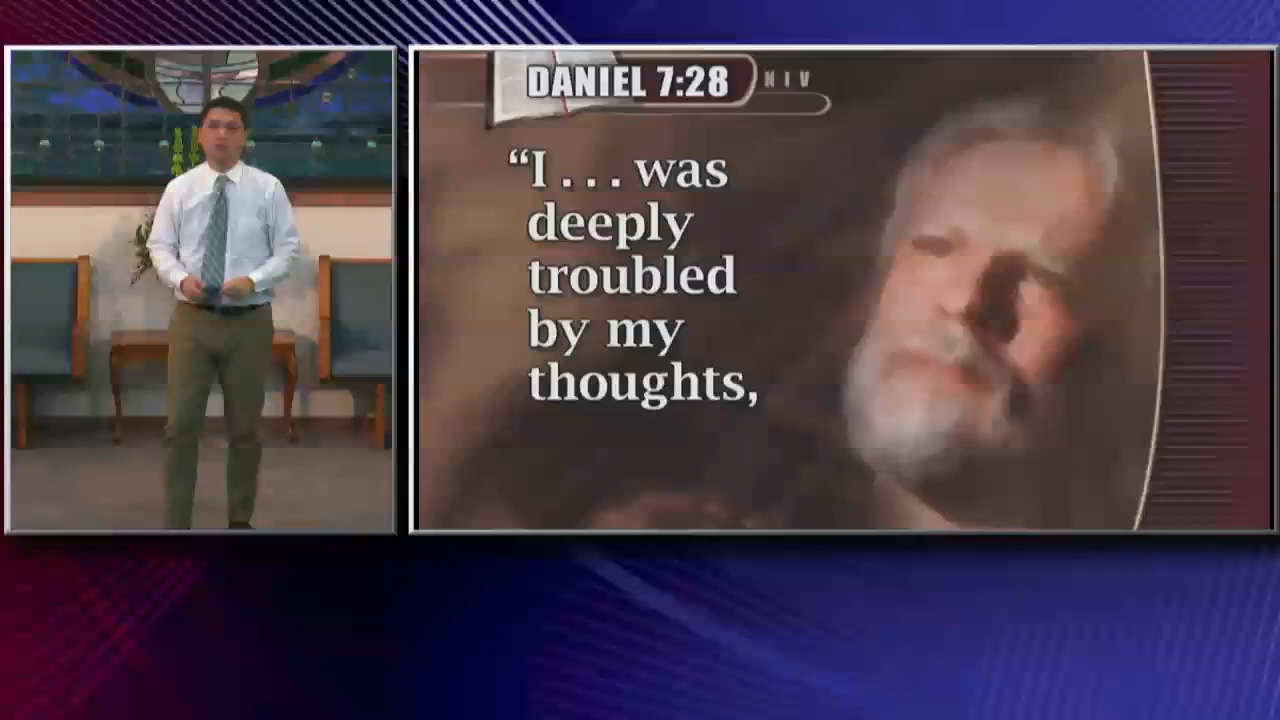 DANIEL 7:28 NIV
“I . . . was
deeply
troubled
by my
thoughts,